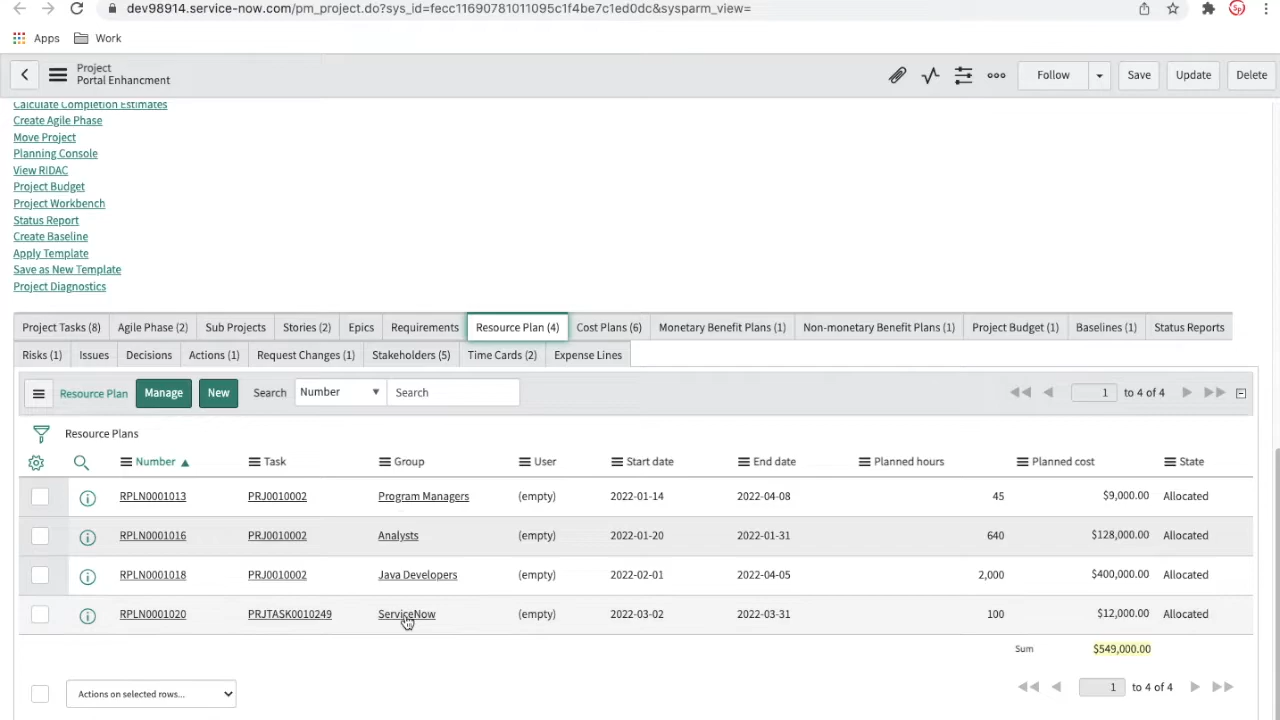 dev98914.service-now.com/pm_project.do?sys_id=fecc11690781011095c1f4be7c1ed0dc&sysparm_view=
Apps Work
Project
Portal Enhancment
Follow Save Update Delete
Calculate Completion Estimates
Create Agile Phase
Move Project
Planning Console
View RIDAC
Project Budget
Project Workbench
Status Report
Create Baseline
Apply Template
Save as New Template
Project Diagnostics
Project Tasks (8) Agile Phase (2) Sub Projects Stories (2) Epics Requirements Resource Plan (4) Cost Plans (6) Monetary Benefit Plans (1) Non-monetary Benefit Plans (1) Project Budget (1) Baselines (1) Status Reports
Risks (1) Issues Decisions Actions (1) Request Changes (1) Stakeholders (5) Time Cards (2) Expense Lines
Resource Plan Manage New Search Number Search 1 to 4 of 4
Resource Plans
Number Task Group User Start date End date Planned hours Planned cost State
RPLN0001013 PRJ0010002 Program Managers (empty) 2022-01-14 2022-04-08 45 $9,000.00 Allocated
RPLN0001016 PRJ0010002 Analysts (empty) 2022-01-20 2022-01-31 640 $128,000.00 Allocated
RPLN0001018 PRJ0010002 Java Developers (empty) 2022-02-01 2022-04-05 2,000 $400,000.00 Allocated
RPLN0001020 PRJTASK0010249 ServiceNow (empty) 2022-03-02 2022-03-31 100 $12,000.00 Allocated
Sum $549,000.00
Actions on selected rows... 1 to 4 of 4